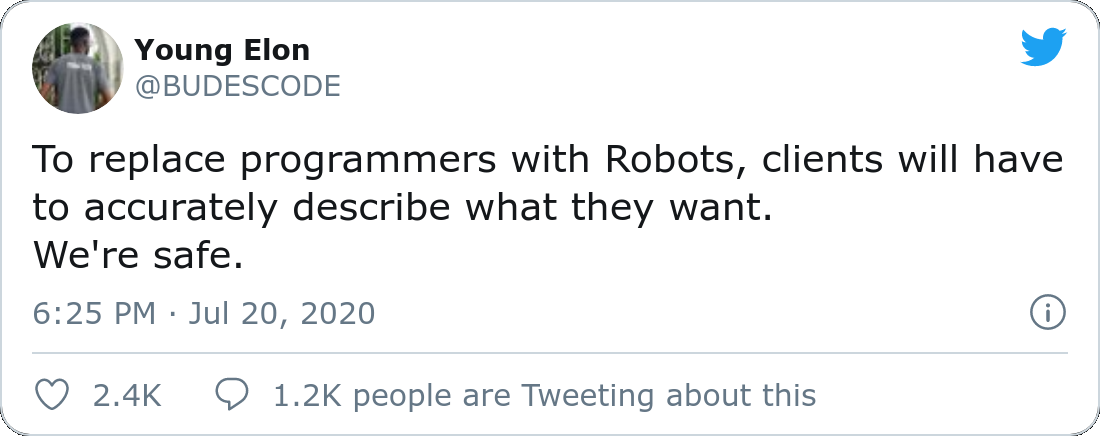 Young Elon
@BUDESCODE
To replace programmers with Robots, clients will have
to accurately describe what they want.
We're safe.
6:25 PM · Jul 20, 2020
2.4K 1.2K people are Tweeting about this